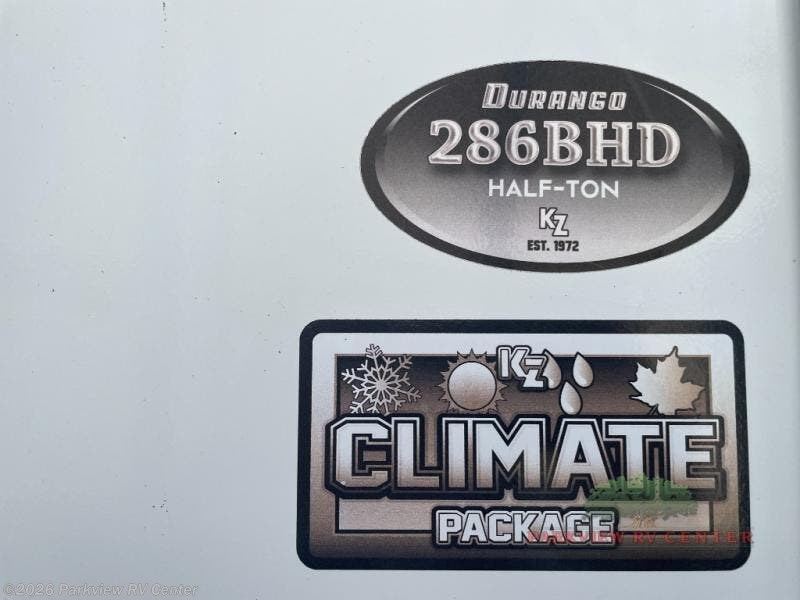 DURANGO
286BHD
HALF-TON
KZ
EST. 1972
KZ
CLIMATE
PACKAGE
PARKVIEW RV CENTER
©2026 Parkview RV Center